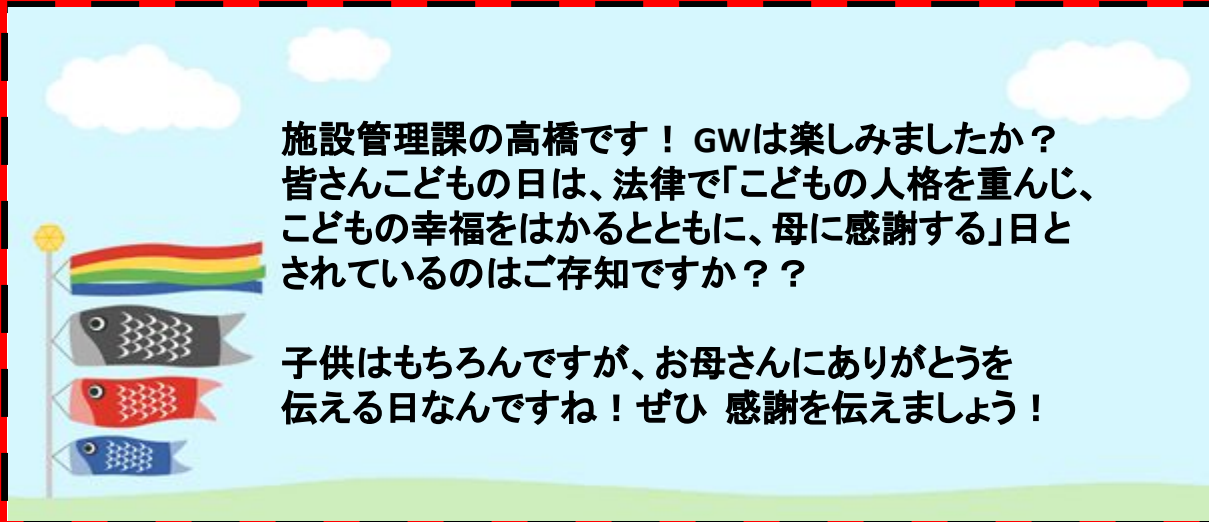 施設管理課の高橋です！ GWは楽しみましたか？
皆さんこどもの日は、法律で「こどもの人格を重んじ、
こどもの幸福をはかるとともに、母に感謝する」日と
されているのはご存知ですか？？
子供はもちろんですが、お母さんにありがとうを
伝える日なんですね！ぜひ 感謝を伝えましょう！